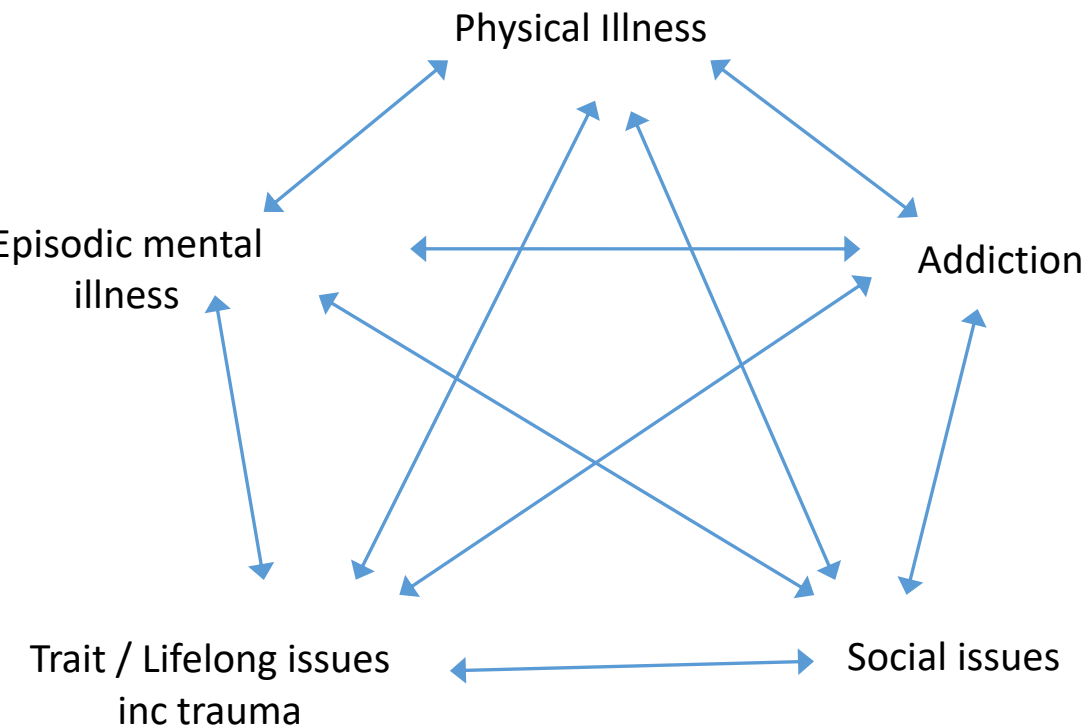 Physical Illness
Episodic mental
illness
Addiction
Trait / Lifelong issues
inc trauma
Social issues